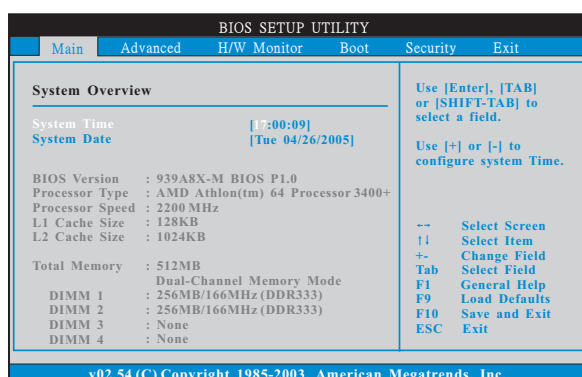 BIOS SETUP UTILITY
Main Advanced H/W Monitor Boot Security Exit
System Overview
System Time [17:00:09]
System Date [Tue 04/26/2005]
BIOS Version : 939A8X-M BIOS P1.0
Processor Type : AMD Athlon(tm) 64 Processor 3400+
Processor Speed : 2200 MHz
L1 Cache Size : 128KB
L2 Cache Size : 1024KB
Total Memory : 512MB
Dual-Channel Memory Mode
DIMM 1 : 256MB/166MHz (DDR333)
DIMM 2 : 256MB/166MHz (DDR333)
DIMM 3 : None
DIMM 4 : None
Use [Enter], [TAB]
or [SHIFT-TAB] to
select a field.
Use [+] or [-] to
configure system Time.
←→ Select Screen
↑↓ Select Item
+- Change Field
Tab Select Field
F1 General Help
F9 Load Defaults
F10 Save and Exit
ESC Exit
v02.54 (C) Copyright 1985-2003, American Megatrends, Inc.